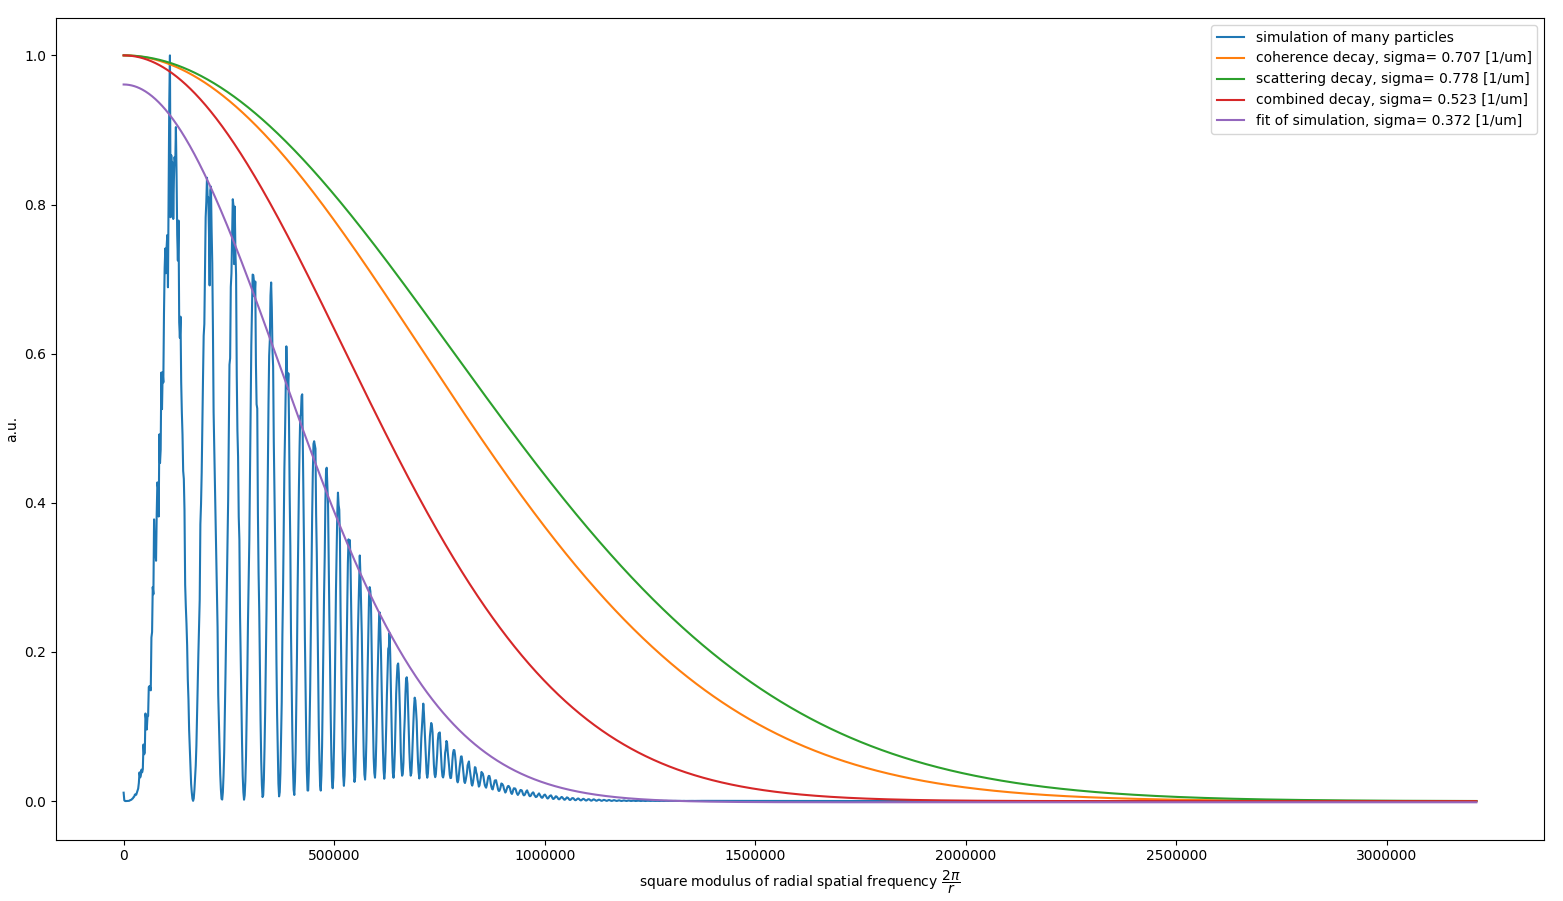 simulation of many particles
coherence decay, sigma= 0.707 [1/um]
scattering decay, sigma= 0.778 [1/um]
combined decay, sigma= 0.523 [1/um]
fit of simulation, sigma= 0.372 [1/um]
1.0
0.8
0.6
0.4
0.2
0.0
a.u.
0 500000 1000000 1500000 2000000 2500000 3000000
square modulus of radial spatial frequency 2π/r